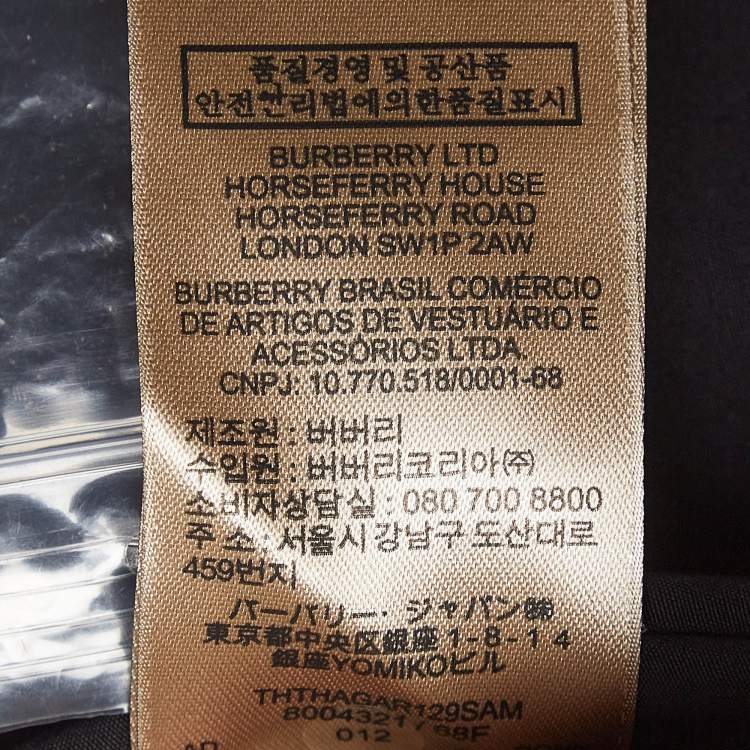 품질경영 및 공산품
안전관리법에의한품질표시
BURBERRY LTD
HORSEFERRY HOUSE
HORSEFERRY ROAD
LONDON SW1P 2AW
BURBERRY BRASIL COMÉRCIO
DE ARTIGOS DE VESTUÁRIO E
ACESSÓRIOS LTDA.
CNPJ: 10.770.518/0001-68
제조원 : 버버리
수입원 : 버버리코리아㈜
소비자상담실 : 080 700 8800
주 소 : 서울시강남구 도산대로
459번지
バーバリー・ジャパン㈱
東京都中央区銀座1-8-14
銀座YOMIKOビル
THTHAGAR129SAM
8004321 / 68F
012